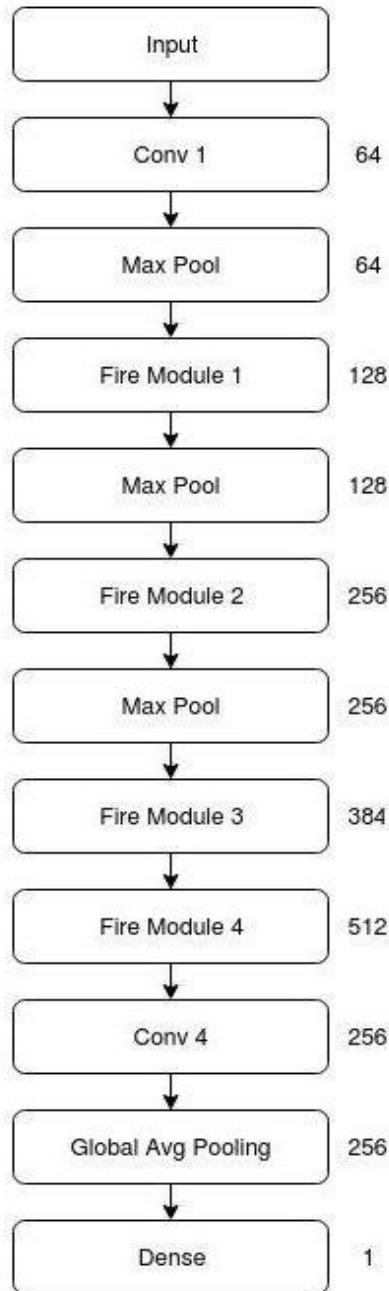 Input
Conv 1 64
Max Pool 64
Fire Module 1 128
Max Pool 128
Fire Module 2 256
Max Pool 256
Fire Module 3 384
Fire Module 4 512
Conv 4 256
Global Avg Pooling 256
Dense 1